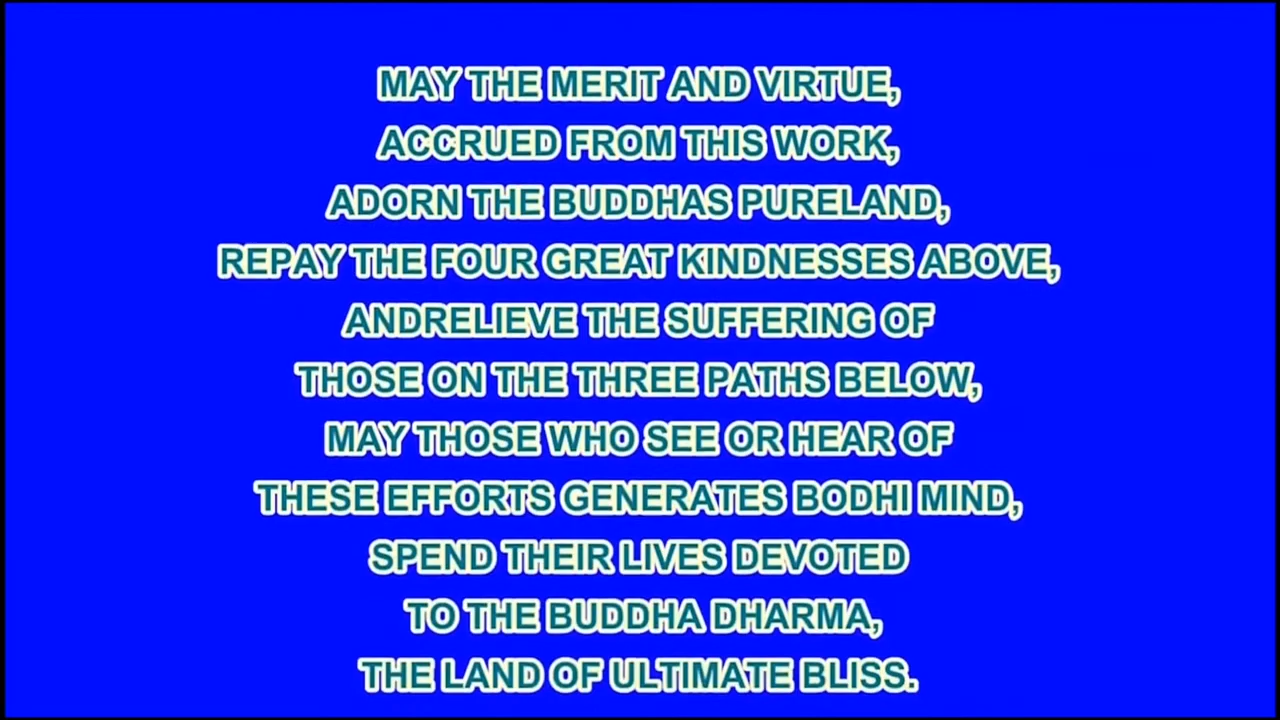 MAY THE MERIT AND VIRTUE,
ACCRUED FROM THIS WORK,
ADORN THE BUDDHAS PURELAND,
REPAY THE FOUR GREAT KINDNESSES ABOVE,
ANDRELIEVE THE SUFFERING OF
THOSE ON THE THREE PATHS BELOW,
MAY THOSE WHO SEE OR HEAR OF
THESE EFFORTS GENERATES BODHI MIND,
SPEND THEIR LIVES DEVOTED
TO THE BUDDHA DHARMA,
THE LAND OF ULTIMATE BLISS.